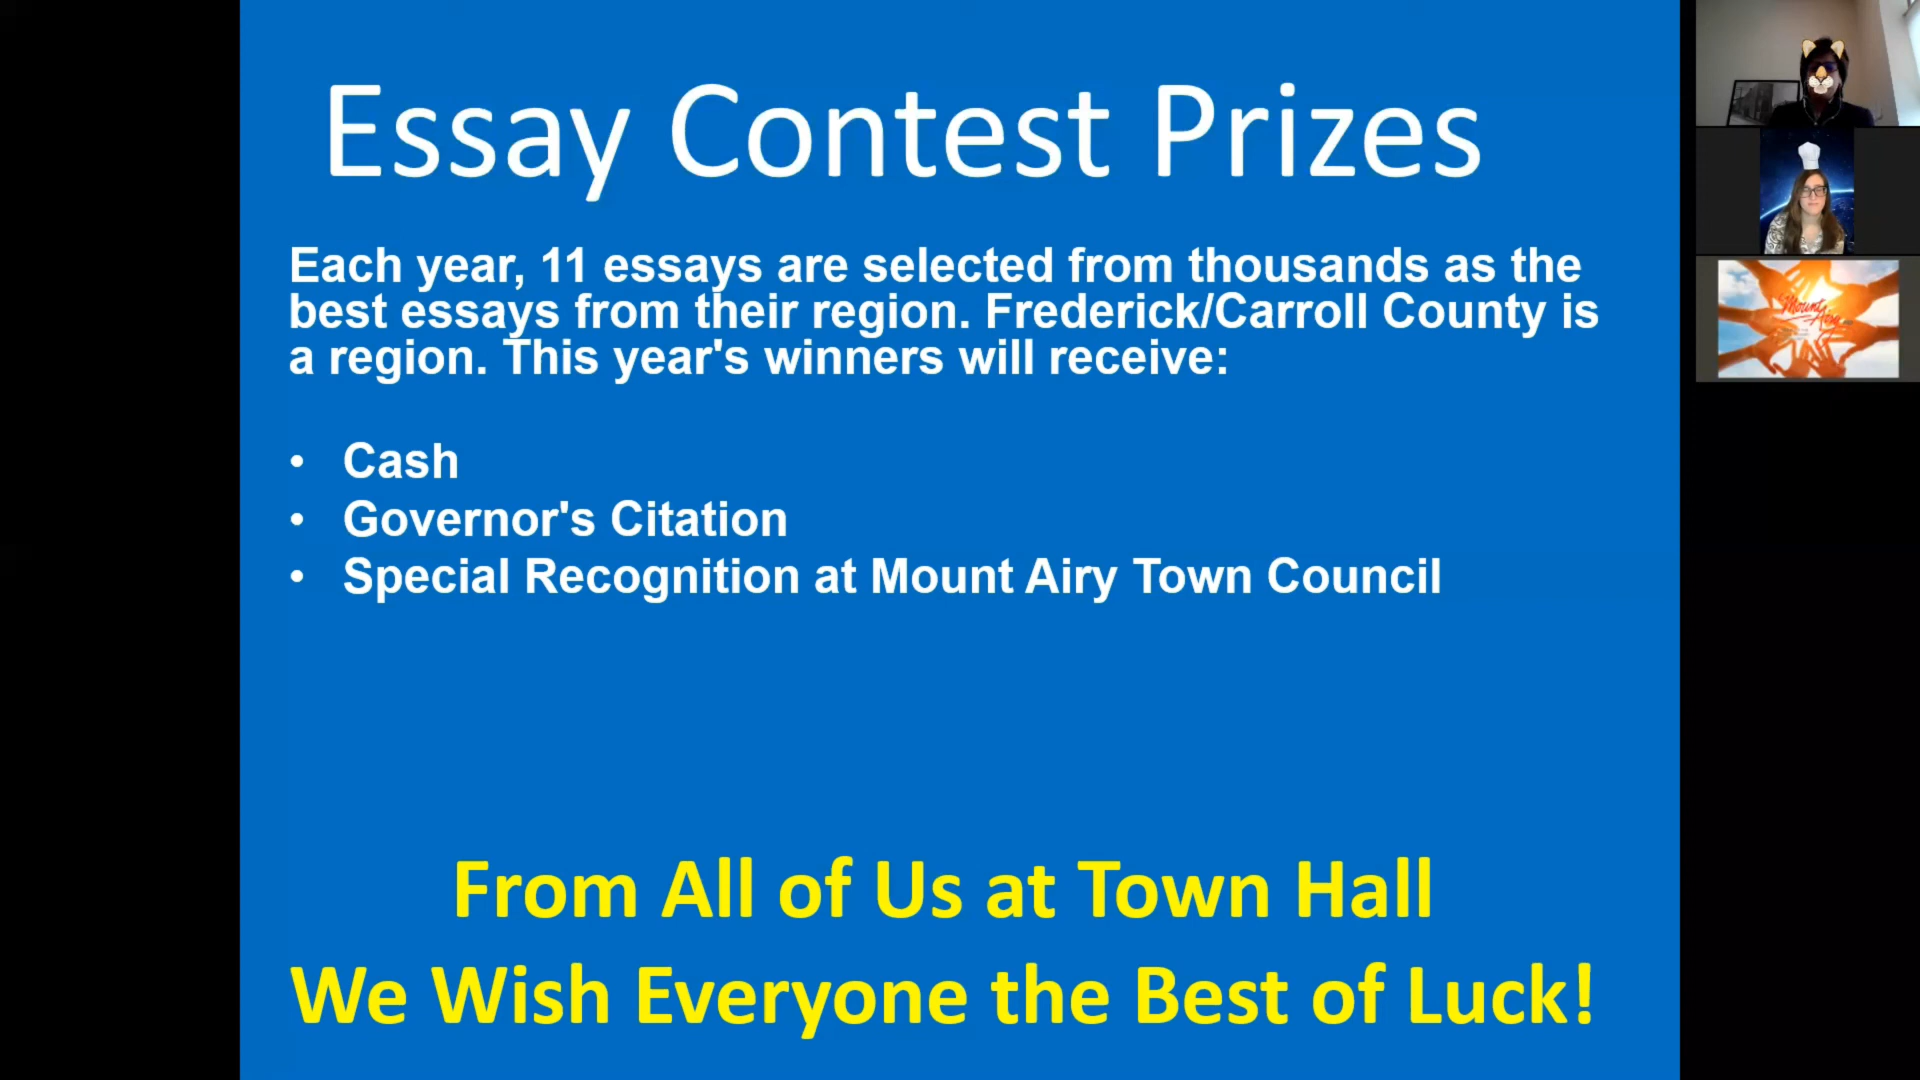 Essay Contest Prizes
Each year, 11 essays are selected from thousands as the
best essays from their region. Frederick/Carroll County is
a region. This year's winners will receive:
• Cash
• Governor's Citation
• Special Recognition at Mount Airy Town Council
From All of Us at Town Hall
We Wish Everyone the Best of Luck!
Mount
Airy